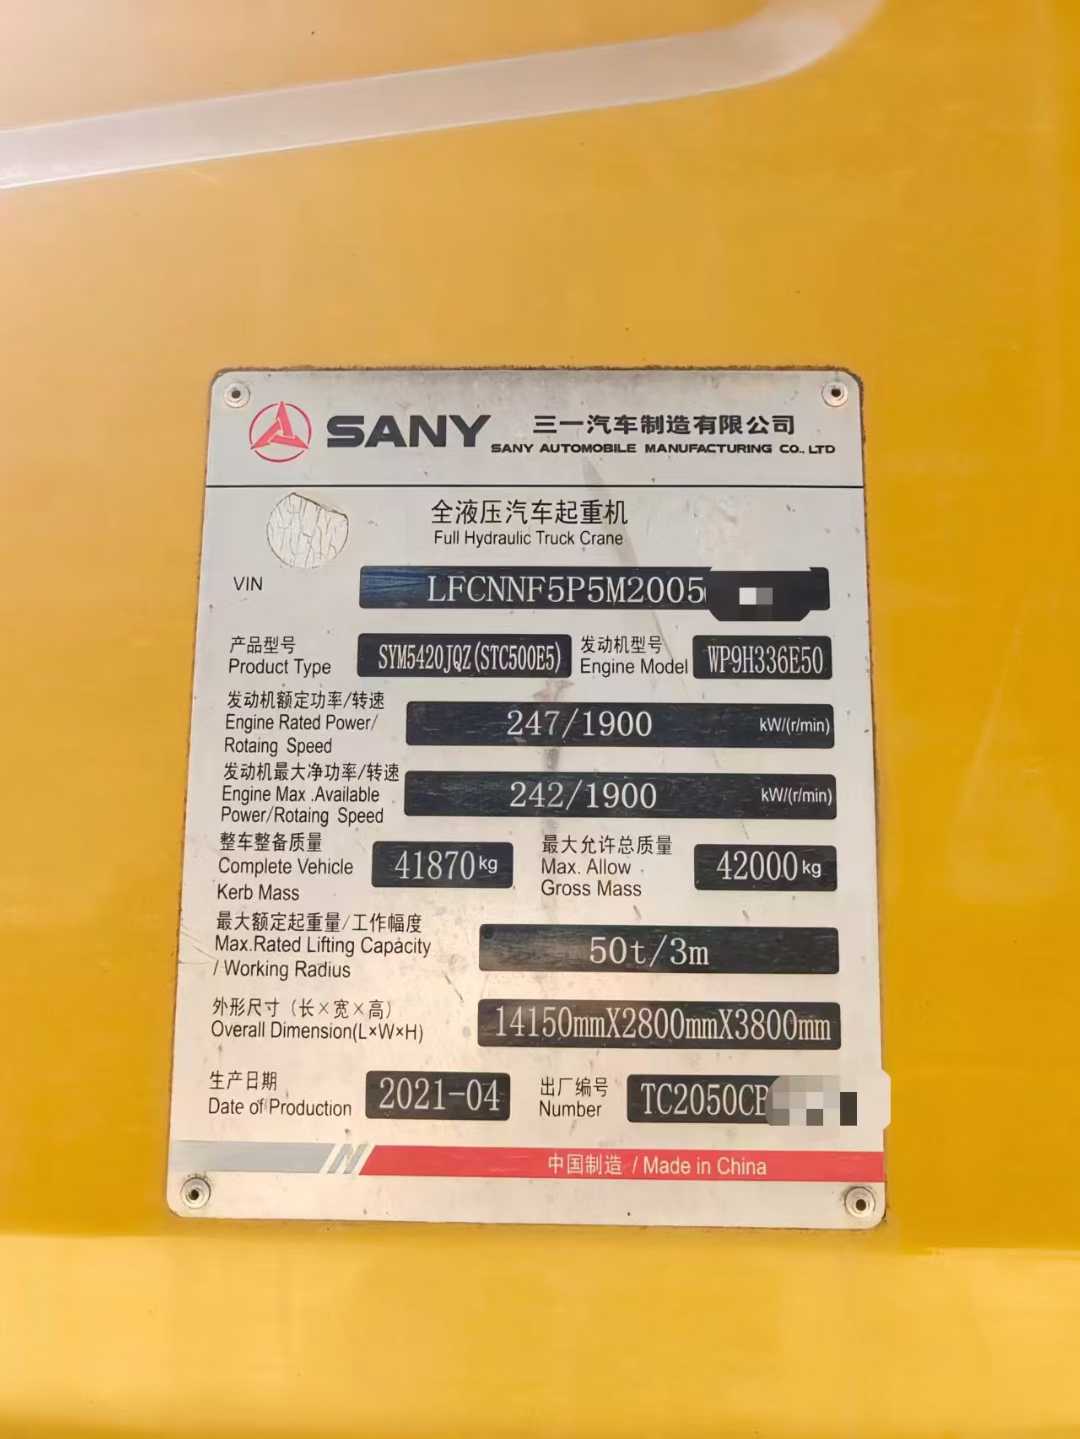 SANY 三一汽车制造有限公司
SANY AUTOMOBILE MANUFACTURING CO., LTD
全液压汽车起重机
Full Hydraulic Truck Crane
VIN LFCNNF5P5M2005
产品型号
Product Type SYM5420JQZ(STC500E5)
发动机型号
Engine Model WP9H336E50
发动机额定功率/转速
Engine Rated Power/
Rotaing Speed
247/1900 kW/(r/min)
发动机最大净功率/转速
Engine Max .Available
Power/Rotaing Speed
242/1900 kW/(r/min)
整车整备质量
Complete Vehicle
Kerb Mass
41870kg
最大允许总质量
Max. Allow
Gross Mass
42000kg
最大额定起重量/工作幅度
Max.Rated Lifting Capacity
/ Working Radius
50t/3m
外形尺寸（长×宽×高）
Overall Dimension(L×W×H)
14150mmX2800mmX3800mm
生产日期
Date of Production
2021-04
出厂编号
Number
TC2050CB
中国制造 / Made in China